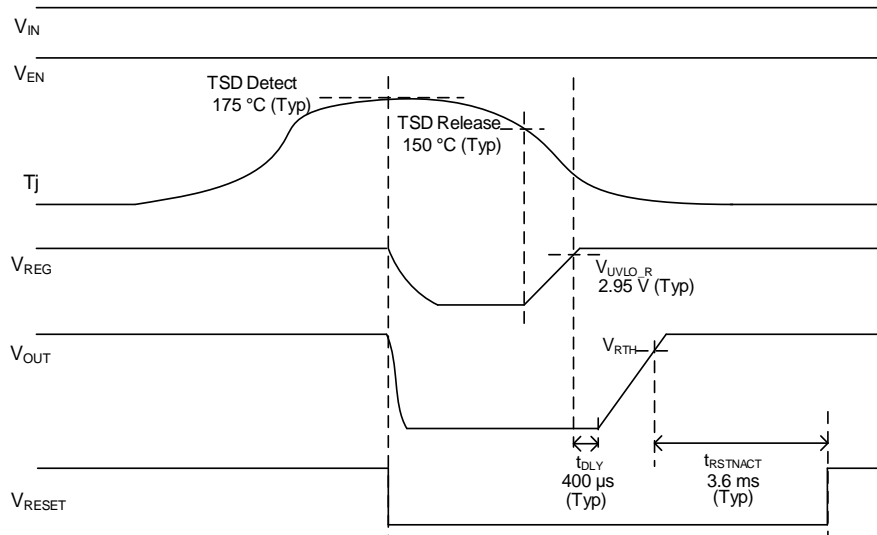 VIN
VEN
TSD Detect
175 °C (Typ)
TSD Release
150 °C (Typ)
Tj
VREG
VUVLO_R
2.95 V (Typ)
VOUT
VRTH
tDLY
400 µs
(Typ)
tRSTNACT
3.6 ms
(Typ)
VRESET